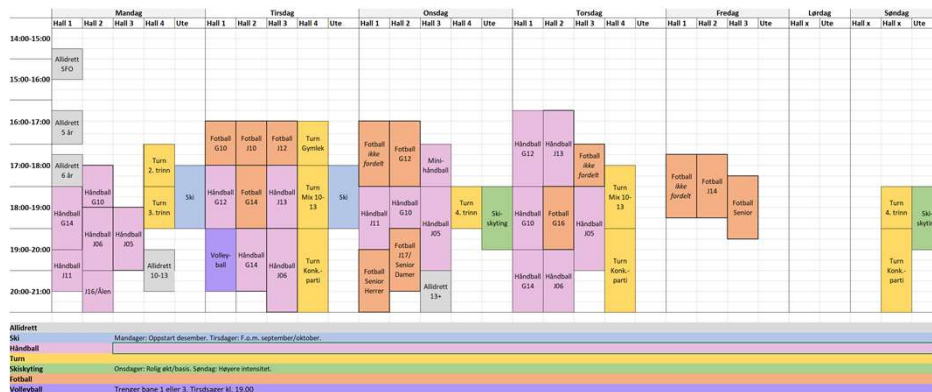 Mandag Tirsdag Onsdag Torsdag Fredag Lørdag Søndag
Hall 1 Hall 2 Hall 3 Hall 4 Ute Hall 1 Hall 2 Hall 3 Hall 4 Ute Hall 1 Hall 2 Hall 3 Hall 4 Ute Hall 1 Hall 2 Hall 3 Hall 4 Ute Hall 1 Hall 2 Hall 3 Ute Hall x Ute Hall x Ute
14:00-15:00
Allidrett
SFO
15:00-16:00
Allidrett
5 år
16:00-17:00
Fotball G10
Fotball J10
Fotball J12
Turn Gymlek
Fotball ikke fordelt
Fotball G12
Mini-håndball
Håndball G12
Håndball J13
Fotball ikke fordelt
Allidrett
6 år
Turn 2. trinn
17:00-18:00
Håndball G10
Ski
Håndball G12
Fotball G14
Håndball J13
Turn Mix 10-13
Ski
Turn Mix 10-13
Fotball ikke fordelt
Fotball J14
Fotball Senior
18:00-19:00
Håndball G14
Håndball J06
Håndball J05
Turn 3. trinn
Håndball J11
Håndball G10
Håndball J05
Turn 4. trinn
Ski-skyting
Håndball G10
Fotball G16
Håndball J05
Turn 4. trinn
Ski-skyting
19:00-20:00
Håndball J11
Allidrett 10-13
Volley-ball
Håndball G14
Håndball J06
Turn Konk.-parti
Fotball Senior Herrer
Fotball J17/ Senior Damer
Håndball G14
Håndball J06
Turn Konk.-parti
Turn Konk.-parti
20:00-21:00
J16/Ålen
Allidrett 13+
Allidrett
Ski Mandager: Oppstart desember. Tirsdager: F.o.m. september/oktober.
Håndball
Turn
Skiskyting Onsdager: Rolig økt/basis. Søndag: Høyere intensitet.
Fotball
Volleyball Trenger bane 1 eller 3. Tirsdsager kl. 19.00